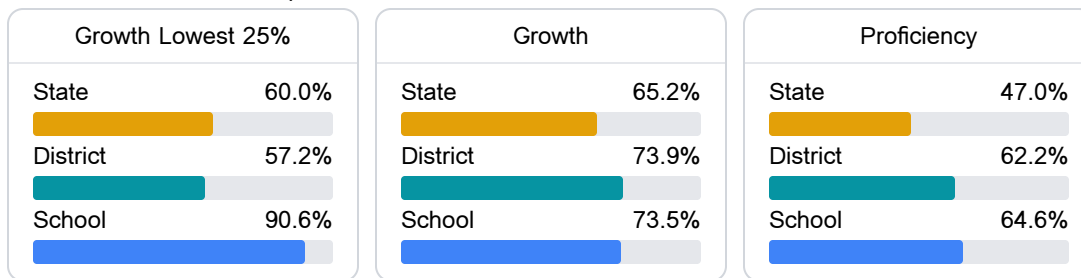 Growth Lowest 25%
State 60.0%
District 57.2%
School 90.6%
Growth
State 65.2%
District 73.9%
School 73.5%
Proficiency
State 47.0%
District 62.2%
School 64.6%